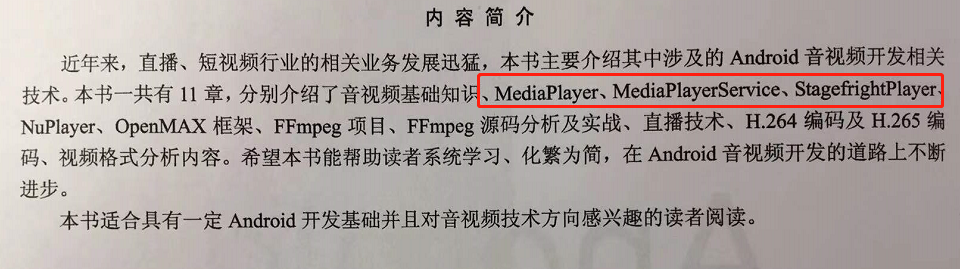 内容简介
近年来，直播、短视频行业的相关业务发展迅猛，本书主要介绍其中涉及的 Android 音视频开发相关
技术。本书一共有 11 章，分别介绍了音视频基础知识、MediaPlayer、MediaPlayerService、StagefrightPlayer、
NuPlayer、OpenMAX 框架、FFmpeg 项目、FFmpeg 源码分析及实战、直播技术、H.264 编码及 H.265 编
码、视频格式分析内容。希望本书能帮助读者系统学习、化繁为简，在 Android 音视频开发的道路上不断
进步。
本书适合具有一定 Android 开发基础并且对音视频技术方向感兴趣的读者阅读。